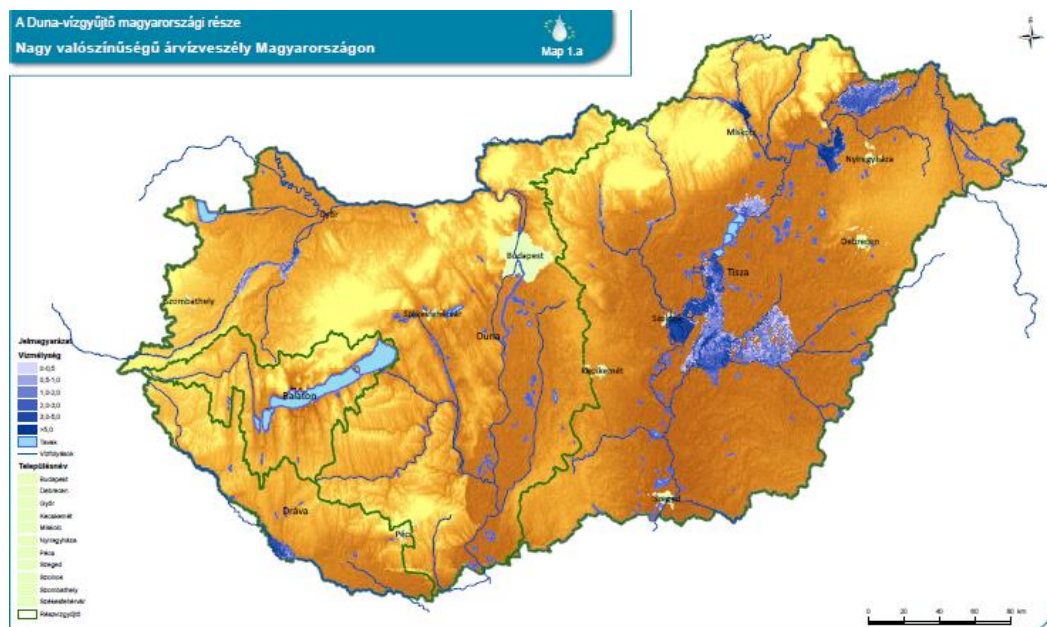 A Duna-vízgyűjtő magyarországi része
Nagy valószínűségű árvízveszély Magyarországon
Map 1.a
Miskolc
Nyíregyháza
Győr
Debrecen
Budapest
Tisza
Szombathely
Székesfehérvár
Duna
Kecskemét
Balaton
Szeged
Dráva
Jelmagyarázat
Vízmélység
0-0,5
0,5-1,0
1,0-2,0
2,0-3,0
3,0-5,0
>5,0
Tavak
Vízfolyások
Településnév
Budapest
Debrecen
Győr
Kecskemét
Miskolc
Nyíregyháza
Pécs
Szeged
Szolnok
Szombathely
Székesfehérvár
Részvízgyűjtő
0 20 40 60 80 km